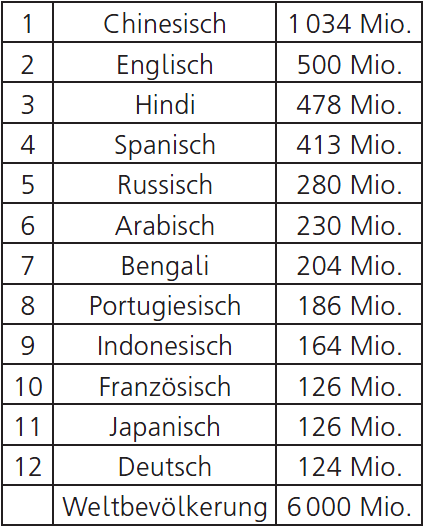 1 Chinesisch 1 034 Mio.
2 Englisch 500 Mio.
3 Hindi 478 Mio.
4 Spanisch 413 Mio.
5 Russisch 280 Mio.
6 Arabisch 230 Mio.
7 Bengali 204 Mio.
8 Portugiesisch 186 Mio.
9 Indonesisch 164 Mio.
10 Französisch 126 Mio.
11 Japanisch 126 Mio.
12 Deutsch 124 Mio.
Weltbevölkerung 6 000 Mio.